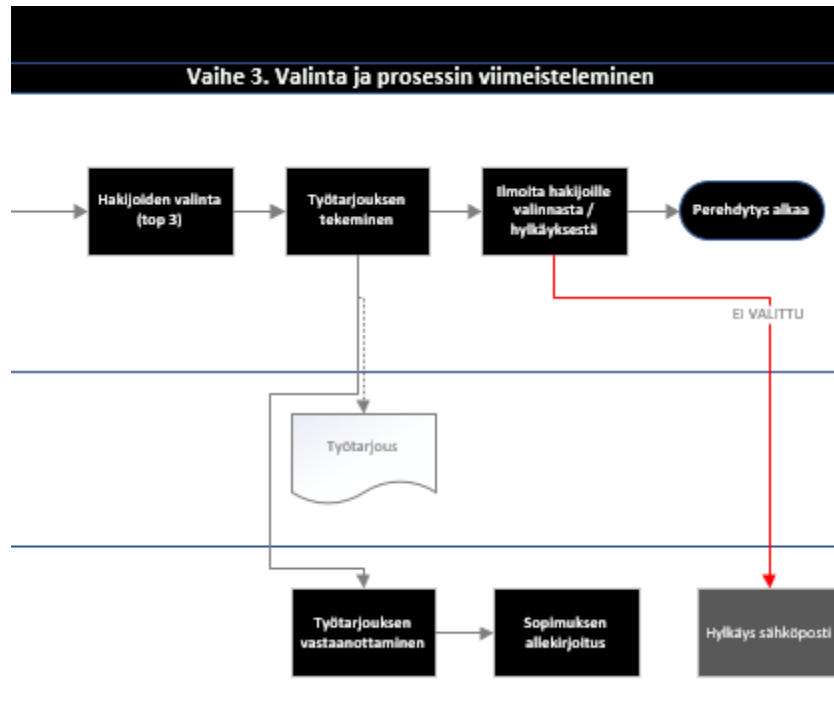 Vaihe 3. Valinta ja prosessin viimeisteleminen
Hakijoiden valinta
(top 3)
Työtarjouksen
tekeminen
Ilmoita hakijoille
valinnasta /
hylkäyksestä
Perehdytys alkaa
EI VALITTU
Työtarjous
Työtarjouksen
vastaanottaminen
Sopimuksen
allekirjoitus
Hylkäys sähköposti